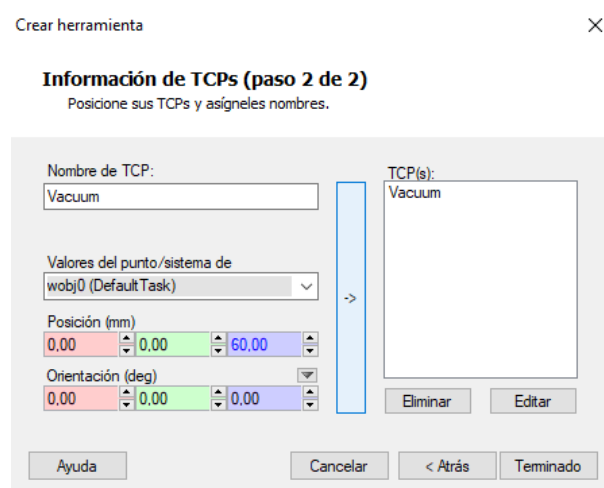 Crear herramienta
Información de TCPs (paso 2 de 2)
Posicione sus TCPs y asígneles nombres.
Nombre de TCP:
Vacuum
Valores del punto/sistema de
wobj0 (DefaultTask)
Posición (mm)
0,00 0,00 60,00
Orientación (deg)
0,00 0,00 0,00
->
TCP(s):
Vacuum
Eliminar Editar
Ayuda Cancelar < Atrás Terminado